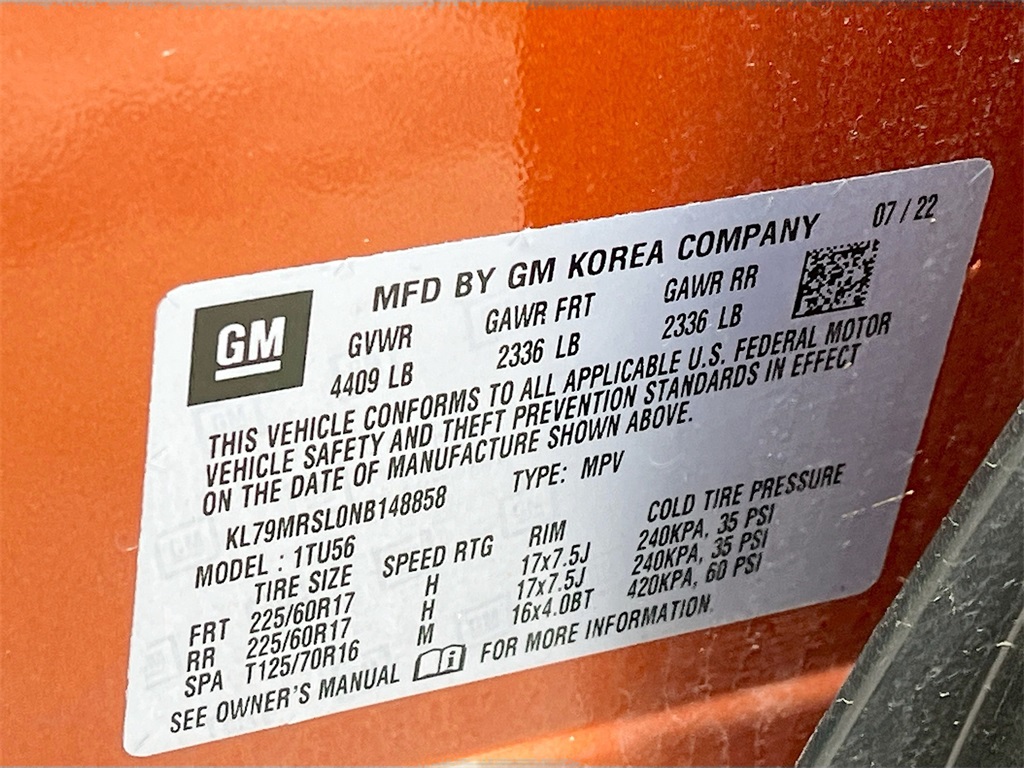 07 / 22
MFD BY GM KOREA COMPANY
GM
GVWR GAWR FRT GAWR RR
4409 LB 2336 LB 2336 LB
THIS VEHICLE CONFORMS TO ALL APPLICABLE U.S. FEDERAL MOTOR
VEHICLE SAFETY AND THEFT PREVENTION STANDARDS IN EFFECT
ON THE DATE OF MANUFACTURE SHOWN ABOVE.
KL79MRSL0NB148858 TYPE: MPV
MODEL : 1TU56
TIRE SIZE SPEED RTG RIM COLD TIRE PRESSURE
FRT 225/60R17 H 17x7.5J 240KPA, 35 PSI
RR 225/60R17 H 17x7.5J 240KPA, 35 PSI
SPA T125/70R16 M 16x4.0BT 420KPA, 60 PSI
SEE OWNER'S MANUAL FOR MORE INFORMATION.